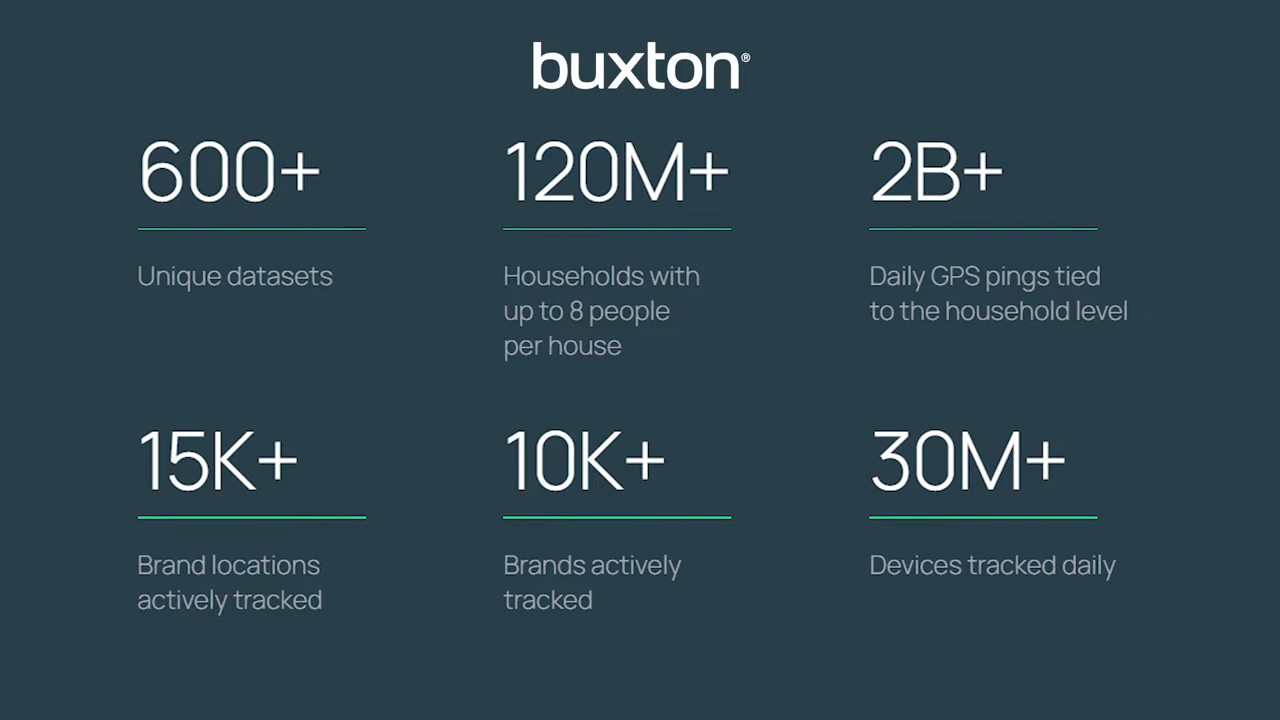 buxton®
600+
Unique datasets
120M+
Households with
up to 8 people
per house
2B+
Daily GPS pings tied
to the household level
15K+
Brand locations
actively tracked
10K+
Brands actively
tracked
30M+
Devices tracked daily